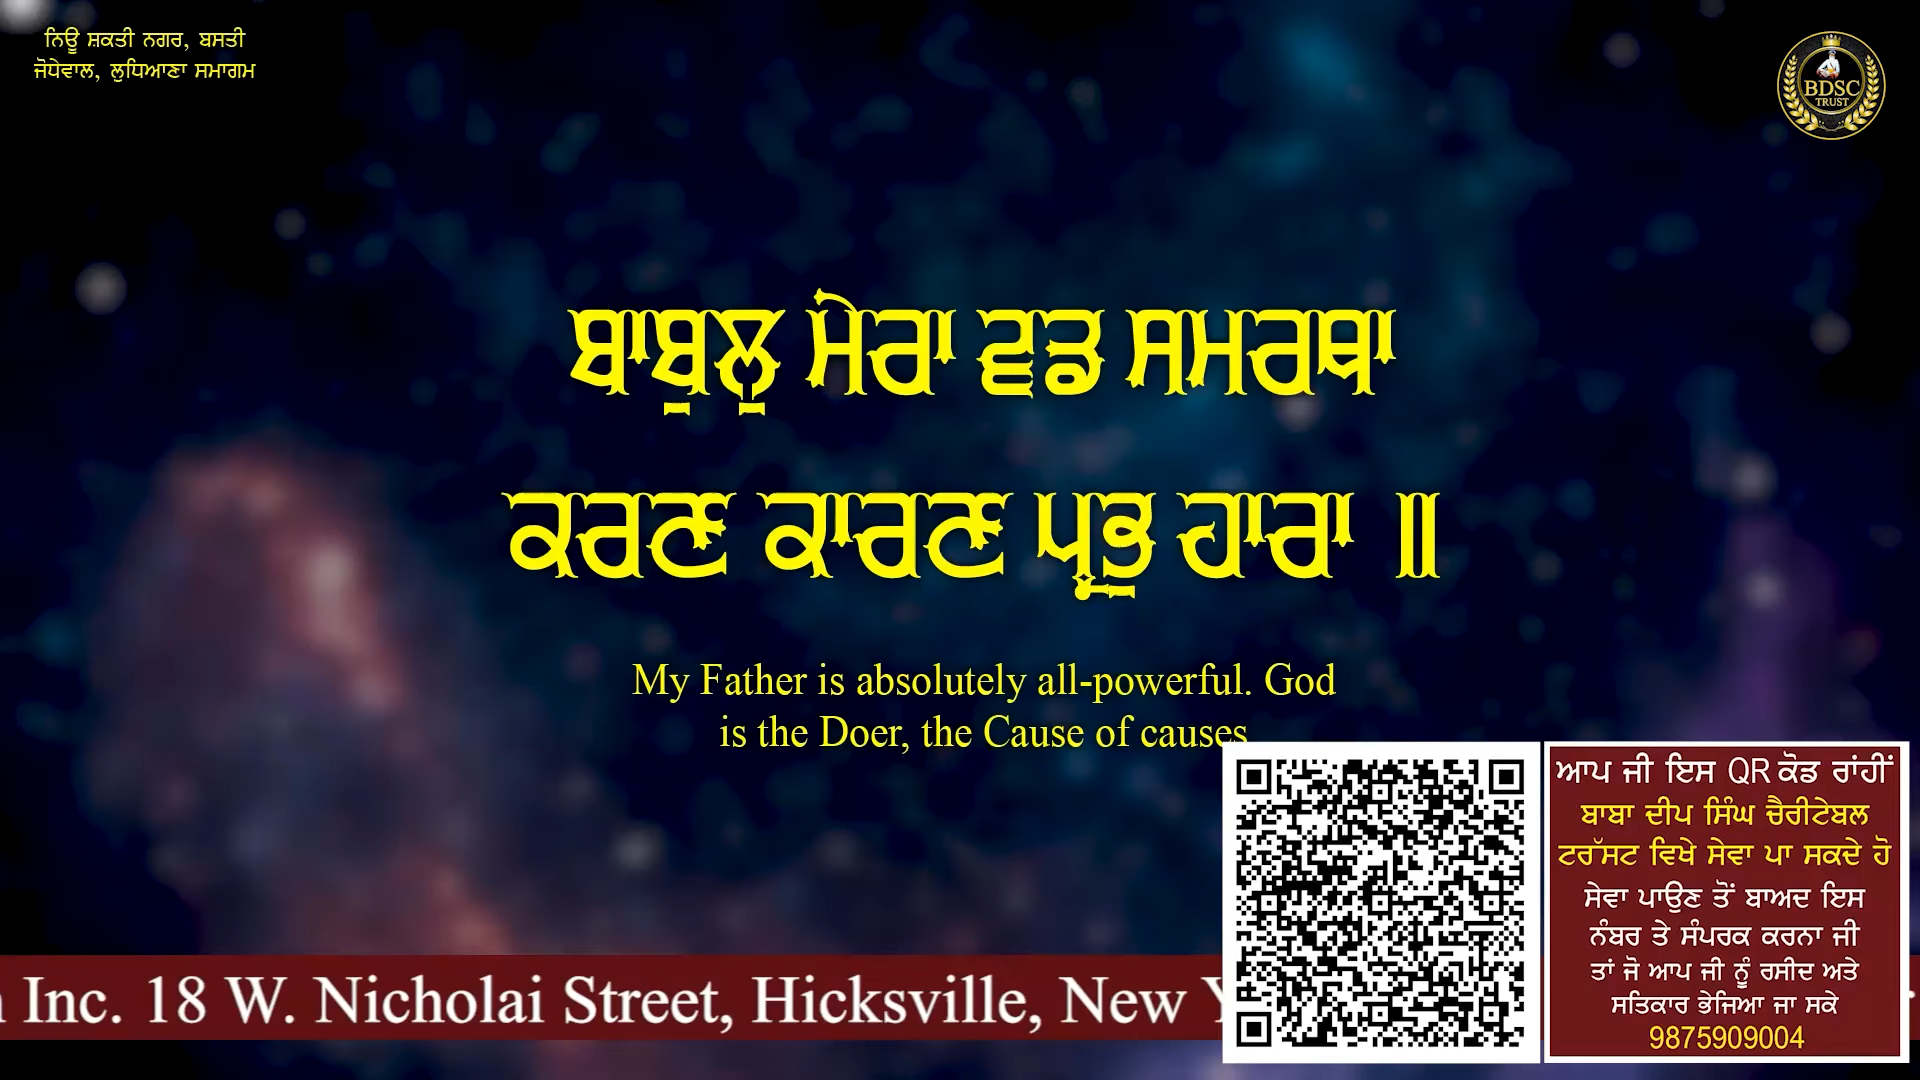 ਨਿਊ ਸ਼ਕਤੀ ਨਗਰ, ਬਸਤੀ
ਜੋਧੇਵਾਲ, ਲੁਧਿਆਣਾ ਸਮਾਗਮ
BDSC
TRUST
ਬਾਬੁਲੁ ਮੇਰਾ ਵਡ ਸਮਰਥਾ
ਕਰਣ ਕਾਰਣ ਪ੍ਰਭੁ ਹਾਰਾ ॥
My Father is absolutely all-powerful. God
is the Doer, the Cause of causes
ਆਪ ਜੀ ਇਸ QR ਕੋਡ ਰਾਂਹੀਂ
ਬਾਬਾ ਦੀਪ ਸਿੰਘ ਚੈਰੀਟੇਬਲ
ਟਰੱਸਟ ਵਿਖੇ ਸੇਵਾ ਪਾ ਸਕਦੇ ਹੋ
ਸੇਵਾ ਪਾਉਣ ਤੋਂ ਬਾਅਦ ਇਸ
ਨੰਬਰ ਤੇ ਸੰਪਰਕ ਕਰਨਾ ਜੀ
ਤਾਂ ਜੋ ਆਪ ਜੀ ਨੂੰ ਰਸੀਦ ਅਤੇ
ਸਤਿਕਾਰ ਭੇਜਿਆ ਜਾ ਸਕੇ
9875909004
Inc. 18 W. Nicholai Street, Hicksville, New